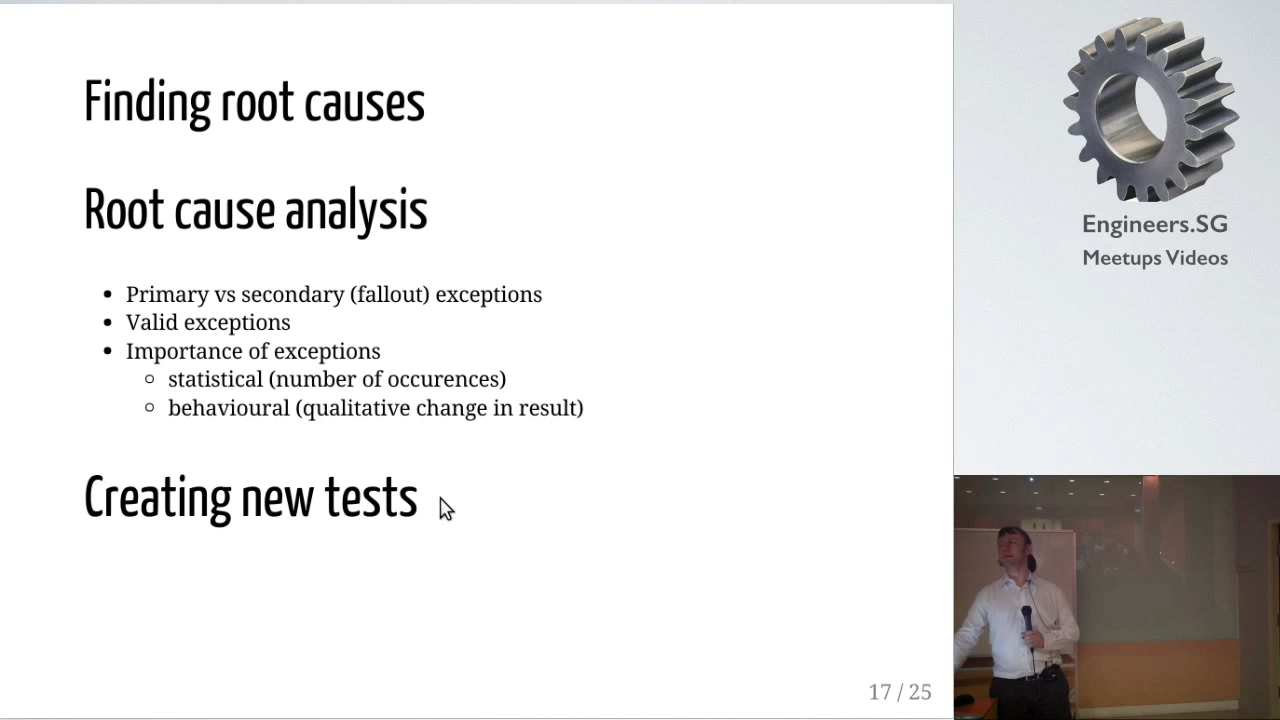 Finding root causes
Root cause analysis
Primary vs secondary (fallout) exceptions
Valid exceptions
Importance of exceptions
statistical (number of occurences)
behavioural (qualitative change in result)
Creating new tests
17 / 25
Engineers.SG
Meetups Videos